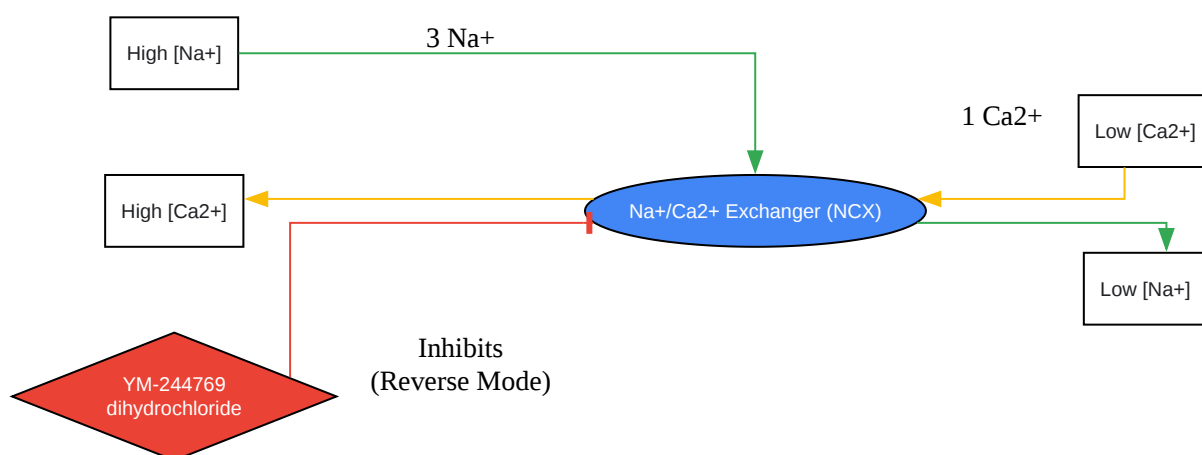 High [Na+]
3 Na+
1 Ca2+
Low [Ca2+]
High [Ca2+]
Na+/Ca2+ Exchanger (NCX)
Low [Na+]
Inhibits
(Reverse Mode)
YM-244769
dihydrochloride